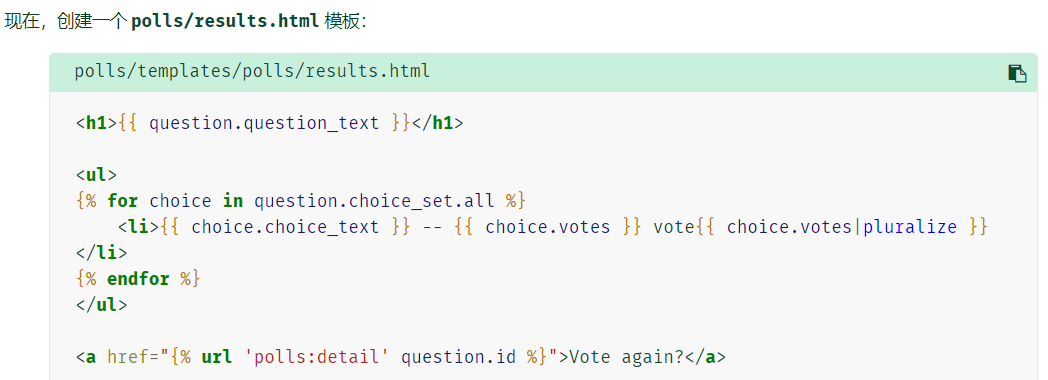 现在，创建一个 polls/results.html 模板：
polls/templates/polls/results.html
<h1>{{ question.question_text }}</h1>
<ul>
{% for choice in question.choice_set.all %}
    <li>{{ choice.choice_text }} -- {{ choice.votes }} vote{{ choice.votes|pluralize }}
</li>
{% endfor %}
</ul>
<a href="{% url 'polls:detail' question.id %}">Vote again?</a>